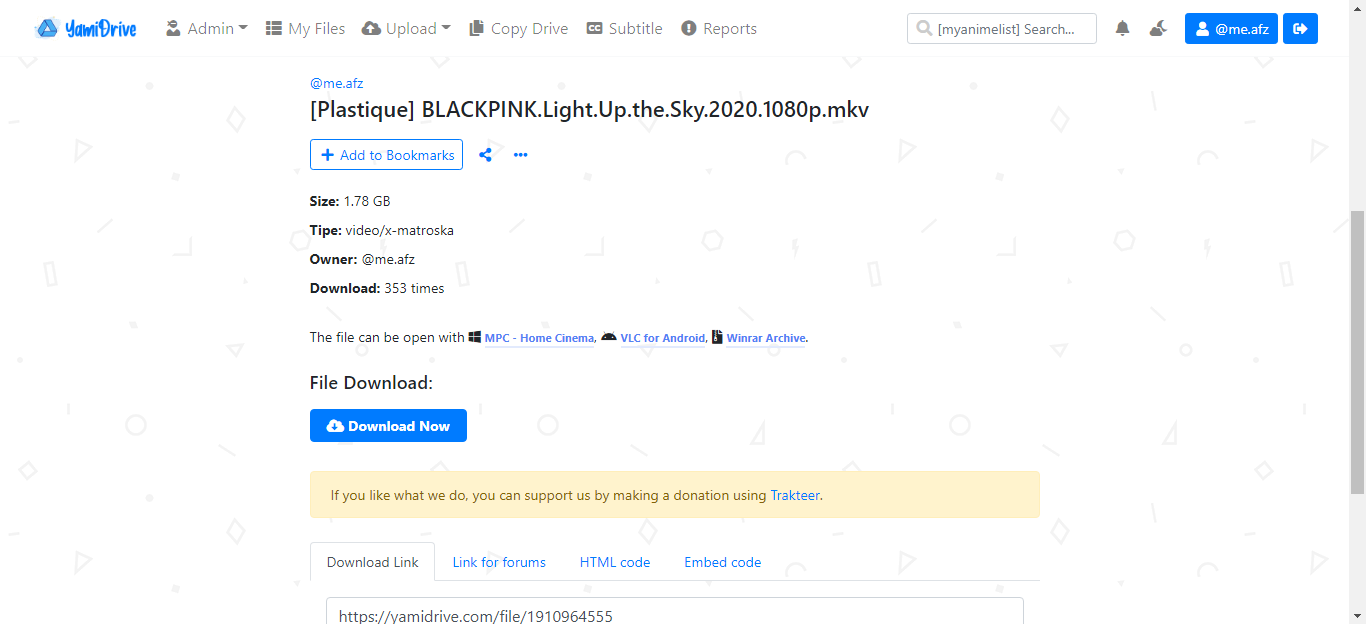 YamiDrive Admin My Files Upload Copy Drive Subtitle Reports [myanimelist] Search... @me.afz
@me.afz
[Plastique] BLACKPINK.Light.Up.the.Sky.2020.1080p.mkv
Add to Bookmarks
Size: 1.78 GB
Tipe: video/x-matroska
Owner: @me.afz
Download: 353 times
The file can be open with MPC - Home Cinema, VLC for Android, Winrar Archive.
File Download:
Download Now
If you like what we do, you can support us by making a donation using Trakteer.
Download Link Link for forums HTML code Embed code
https://yamidrive.com/file/1910964555